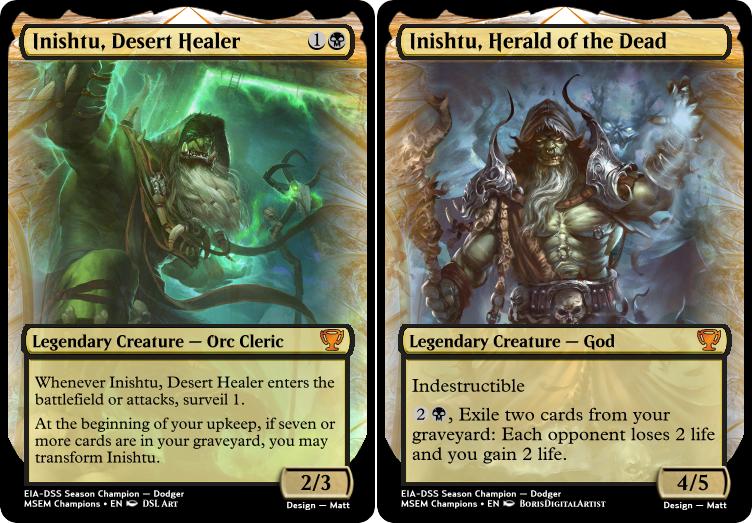 Inishtu, Desert Healer 1
Legendary Creature — Orc Cleric
Whenever Inishtu, Desert Healer enters the
battlefield or attacks, surveil 1.
At the beginning of your upkeep, if seven or
more cards are in your graveyard, you may
transform Inishtu.
2/3
EIA-DSS Season Champion — Dodger
MSEM Champions • EN DSL Art
Design — Matt
Inishtu, Herald of the Dead
Legendary Creature — God
Indestructible
2, Exile two cards from your
graveyard: Each opponent loses 2 life
and you gain 2 life.
4/5
EIA-DSS Season Champion — Dodger
MSEM Champions • EN BorisDigitalArtist
Design — Matt